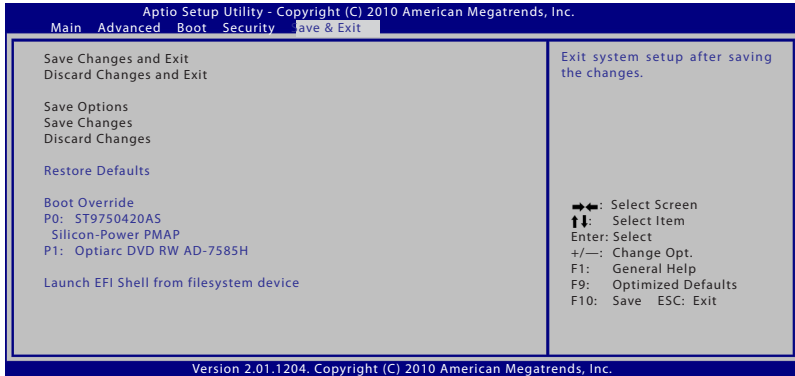 Aptio Setup Utility - Copyright (C) 2010 American Megatrends, Inc.
Main Advanced Boot Security Save & Exit
Save Changes and Exit
Discard Changes and Exit
Save Options
Save Changes
Discard Changes
Restore Defaults
Boot Override
P0: ST9750420AS
Silicon-Power PMAP
P1: Optiarc DVD RW AD-7585H
Launch EFI Shell from filesystem device
Exit system setup after saving
the changes.
➡⬅: Select Screen
⬆⬇: Select Item
Enter: Select
+/—: Change Opt.
F1: General Help
F9: Optimized Defaults
F10: Save ESC: Exit
Version 2.01.1204. Copyright (C) 2010 American Megatrends, Inc.